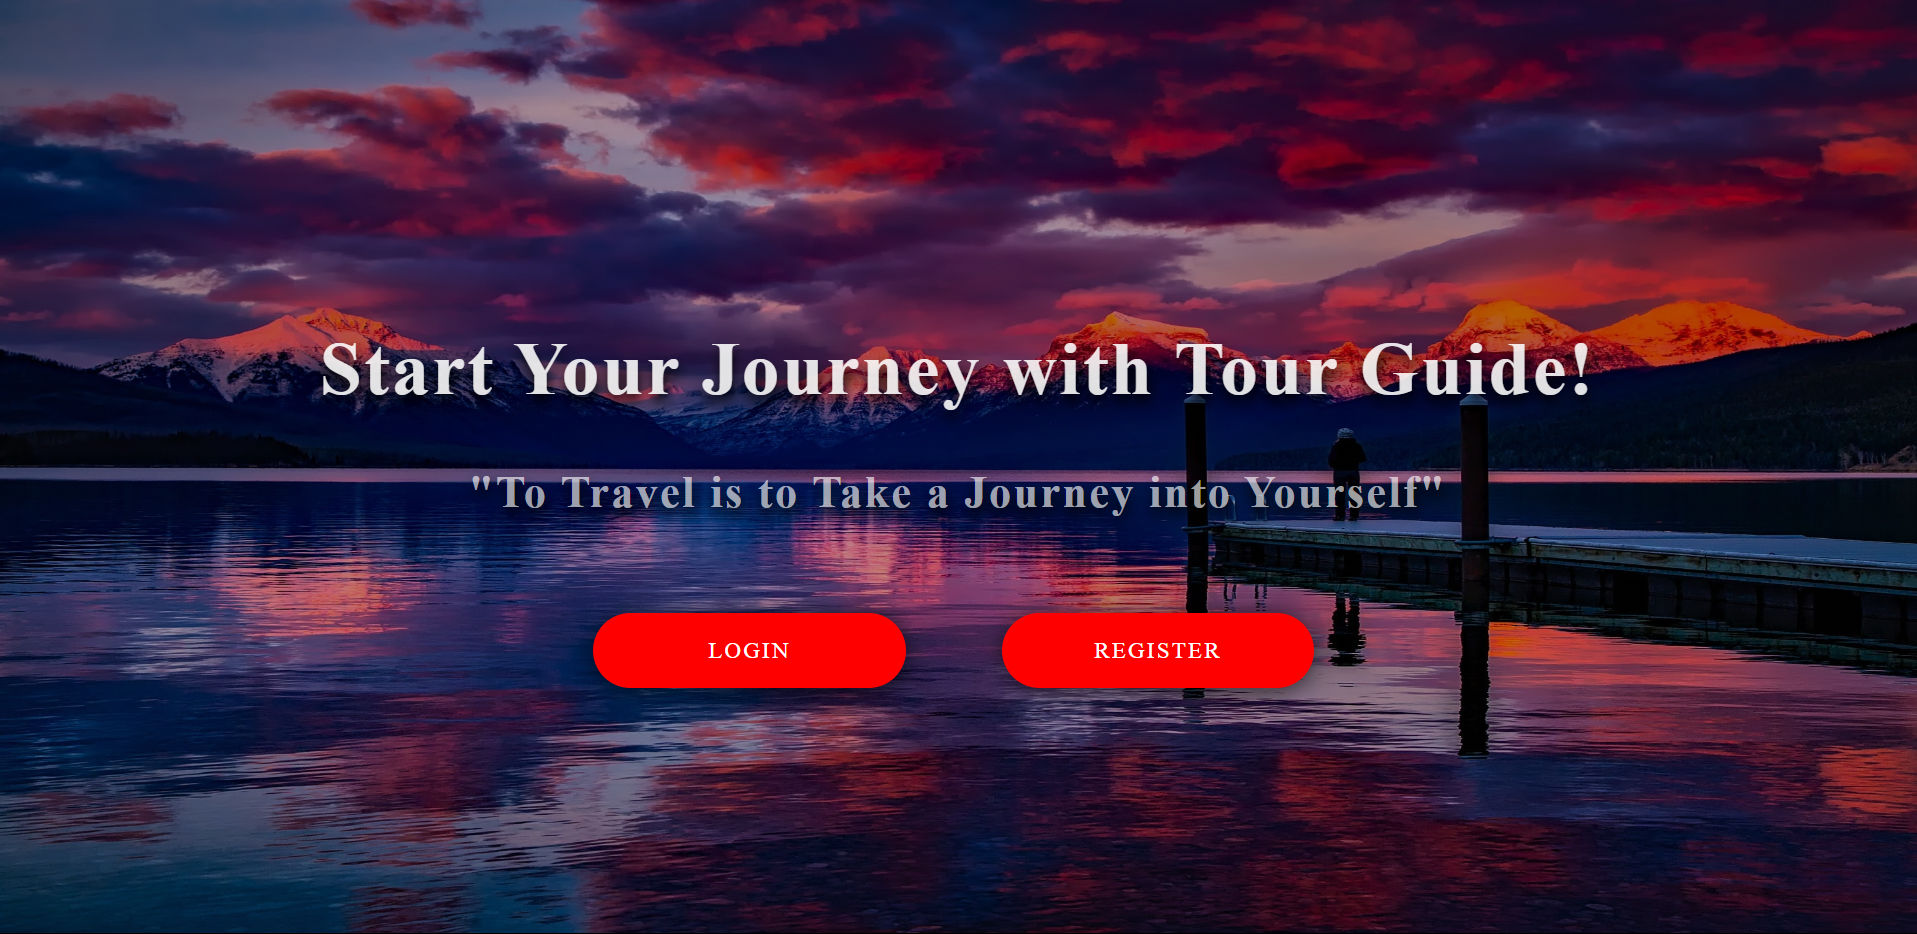 Start Your Journey with Tour Guide!
"To Travel is to Take a Journey into Yourself"
LOGIN
REGISTER